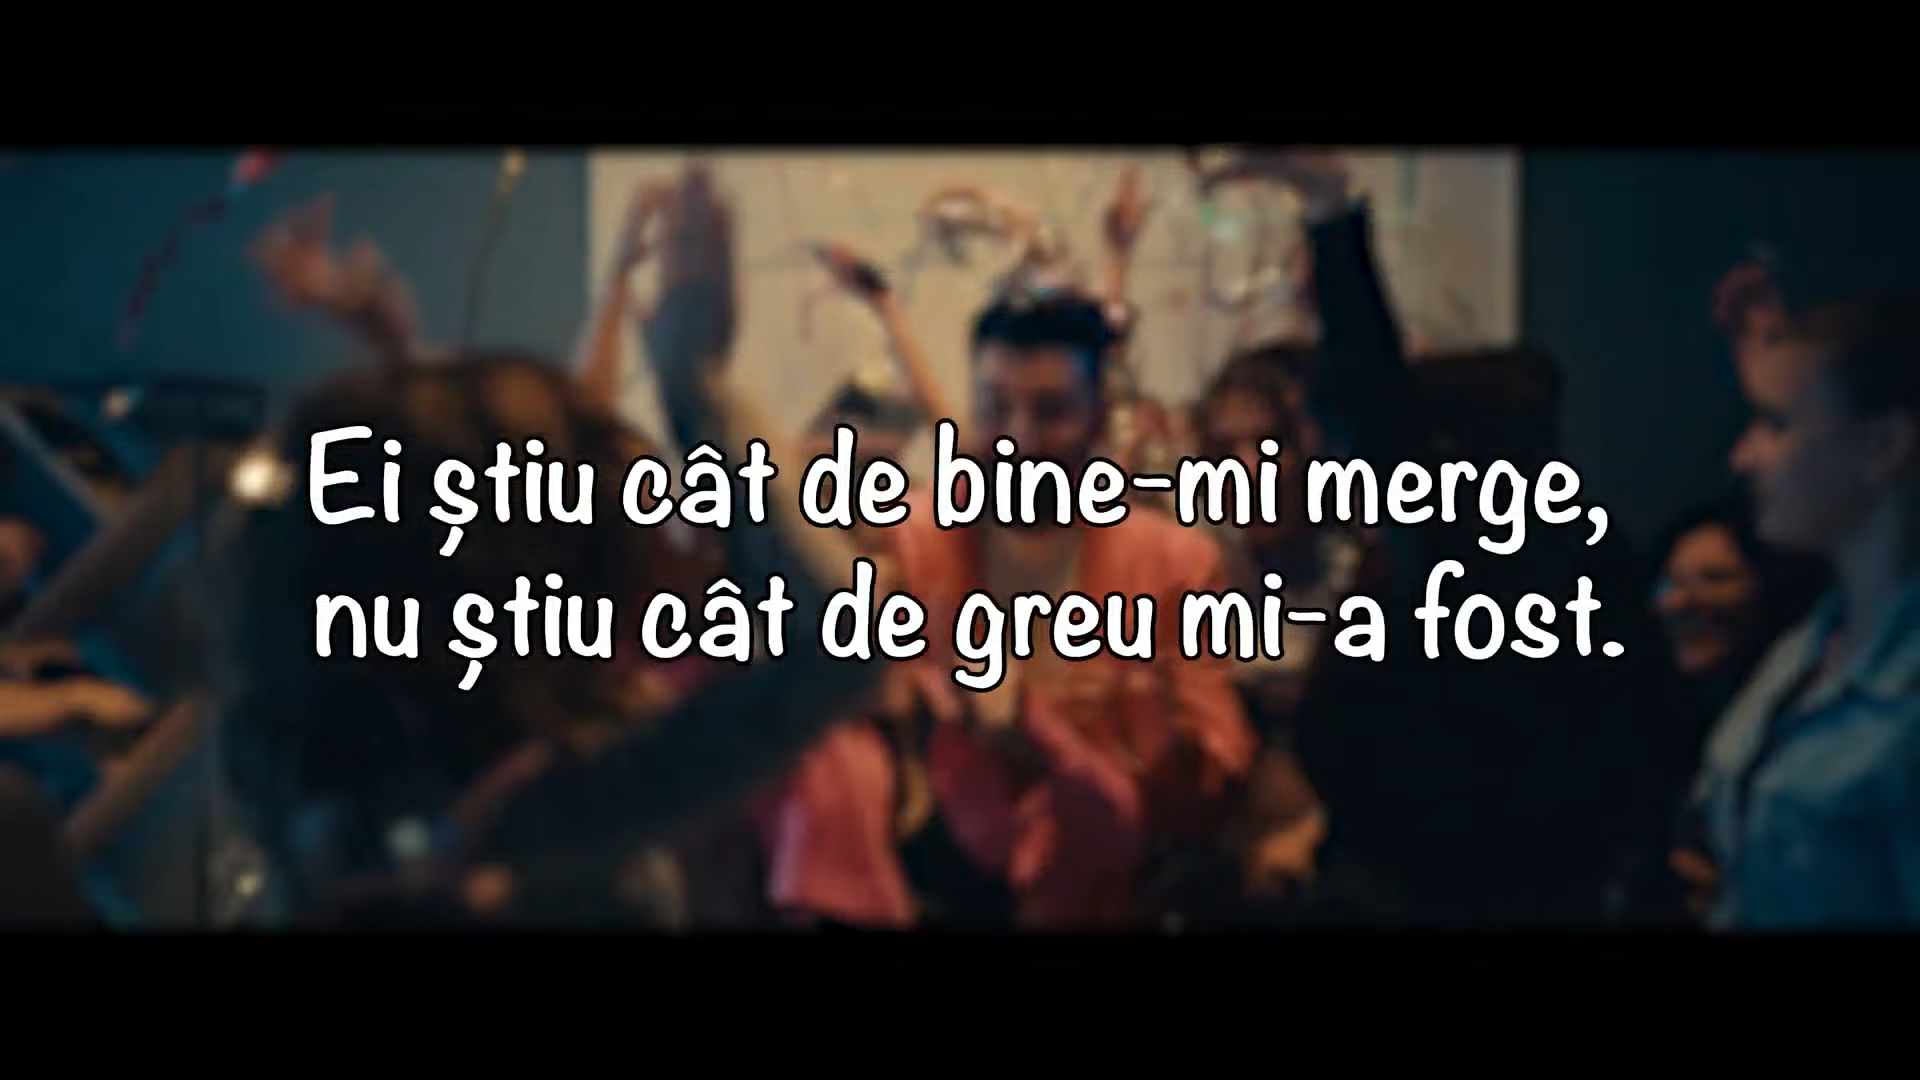 Ei știu cât de bine-mi merge,
nu știu cât de greu mi-a fost.